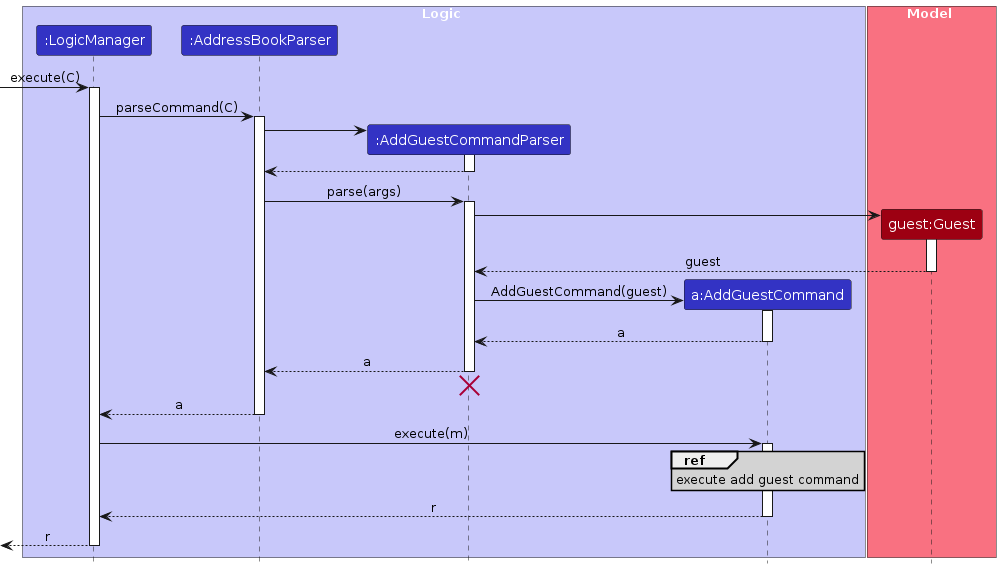 Logic
Model
:LogicManager
:AddressBookParser
execute(C)
parseCommand(C)
:AddGuestCommandParser
parse(args)
guest:Guest
guest
AddGuestCommand(guest)
a:AddGuestCommand
a
a
a
execute(m)
ref
execute add guest command
r
r